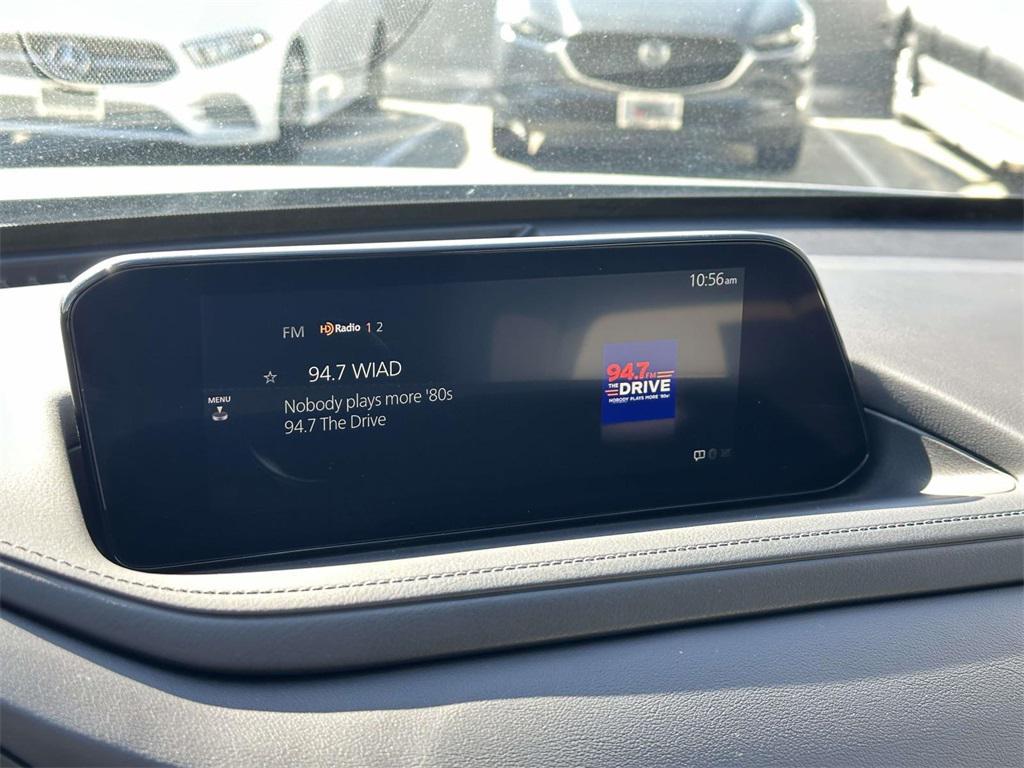 10:56am
FM HD Radio 1 2
94.7 WIAD
MENU
Nobody plays more '80s
94.7 The Drive
94.7 FM
THE DRIVE
NOBODY PLAYS MORE '80s!